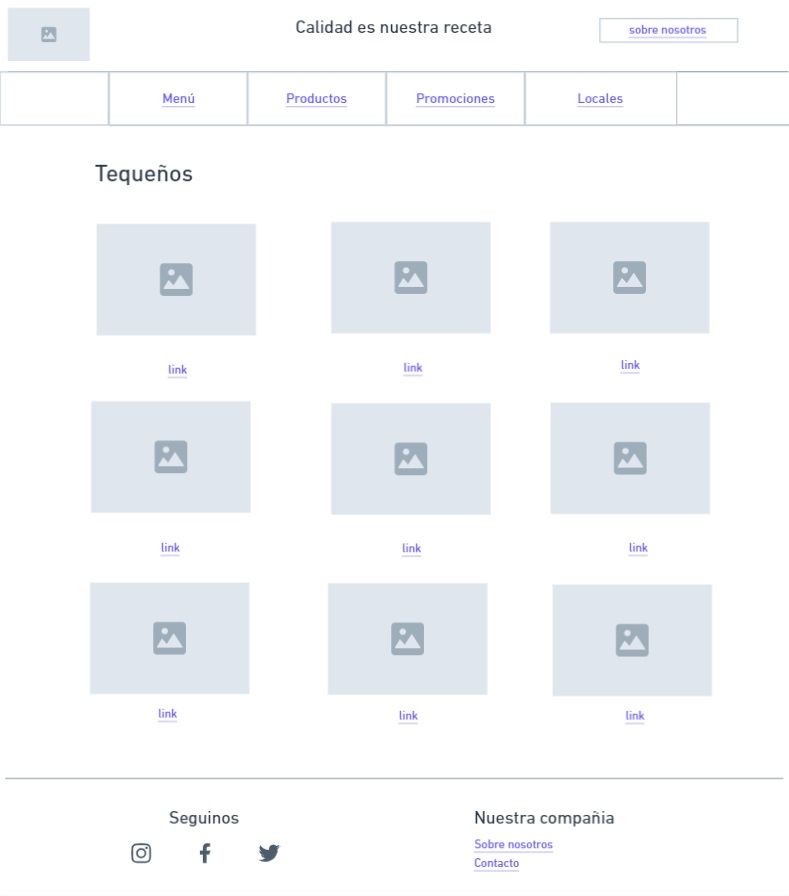 Calidad es nuestra receta
sobre nosotros
Menú
Productos
Promociones
Locales
Tequeños
link
link
link
link
link
link
link
link
link
Seguinos
Nuestra compañia
Sobre nosotros
Contacto